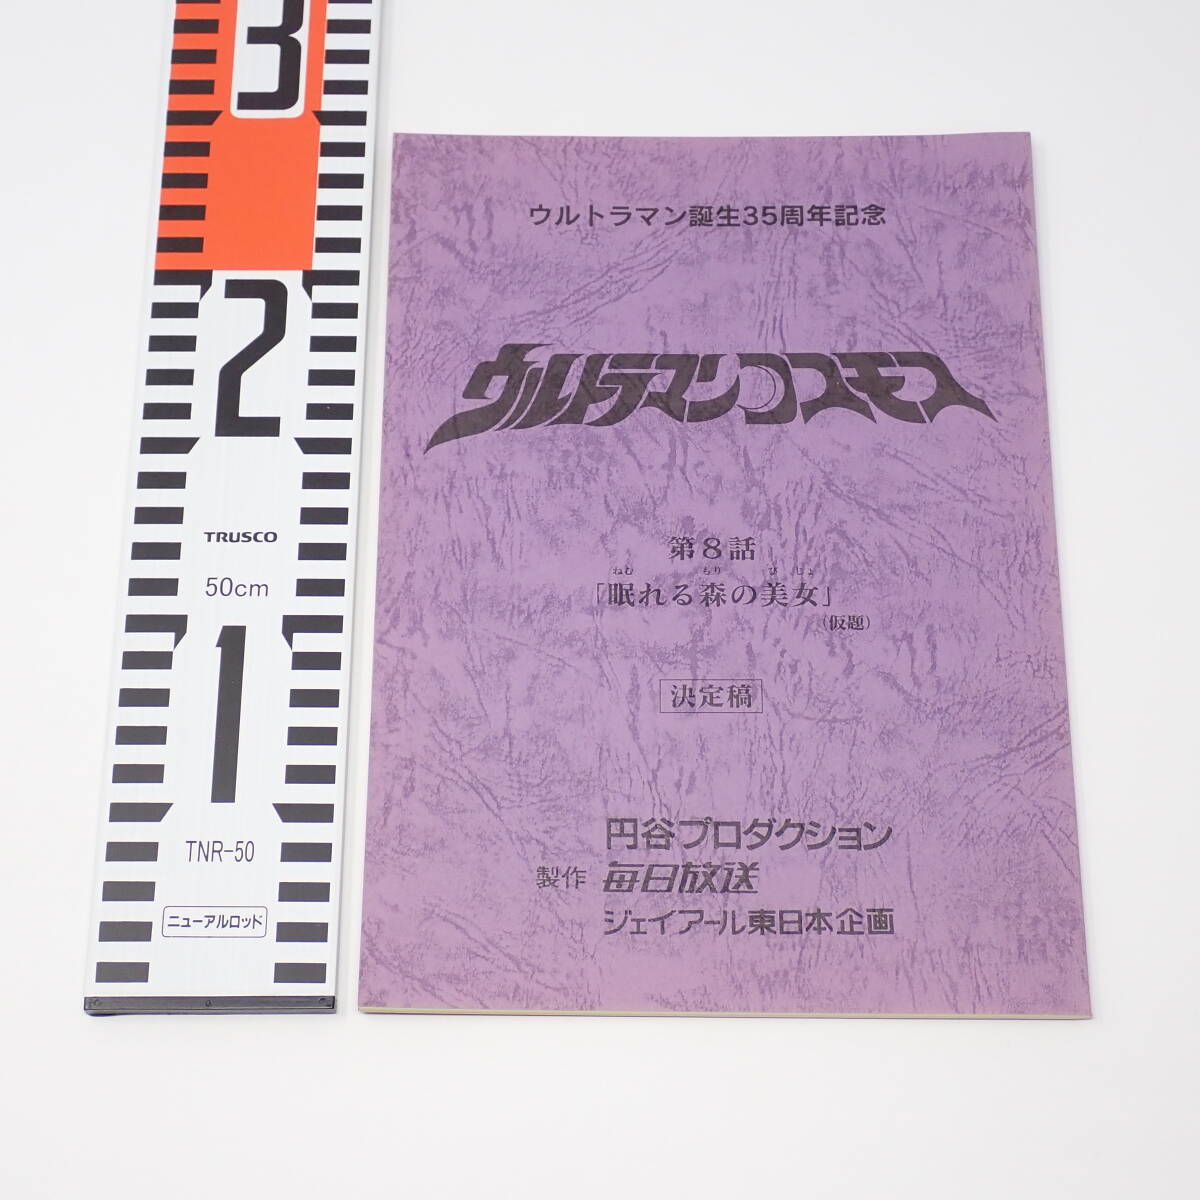 3
2
TRUSCO
50cm
1
TNR-50
ニューアルロッド
ウルトラマン誕生35周年記念
ウルトラマンコスモス
第8話
ねむ もり び じょ
「眠れる森の美女」
(仮題)
決定稿
円谷プロダクション
製作 毎日放送
ジェイアール東日本企画